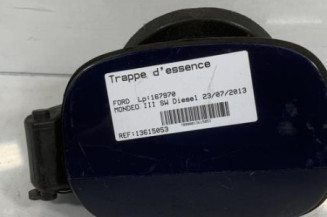 Trappe d'essence
FORD Lp:167970
MONDEO III SW Diesel 23/07/2013
REF:13615053